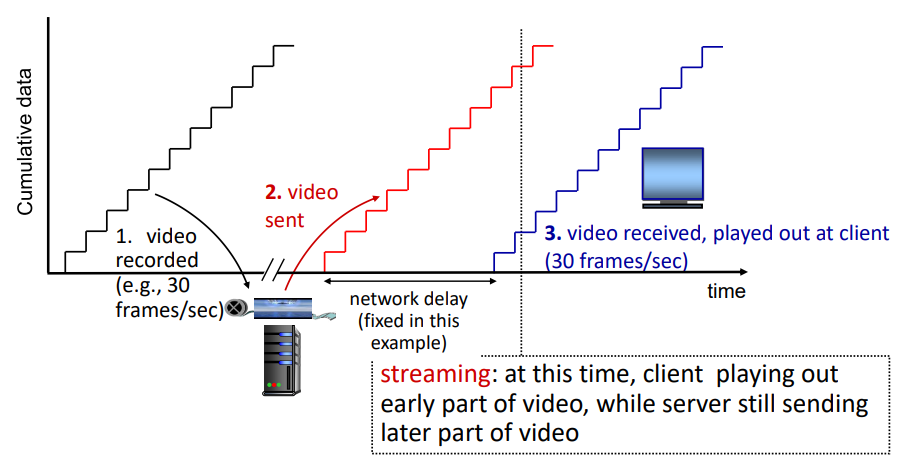 Cumulative data
1. video
recorded
(e.g., 30
frames/sec)
2. video
sent
3. video received, played out at client
(30 frames/sec)
time
network delay
(fixed in this
example)
streaming: at this time, client playing out
early part of video, while server still sending
later part of video